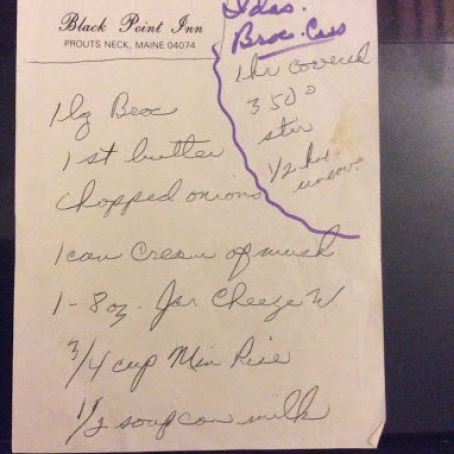 Black Point Inn
PROUTS NECK, MAINE 04074
Idas.
Broc. Cass
1 hr covered
350°
stir
1/2 hr.
uncov.
1 lg Broc
1 st butter
Chopped onions
1 can Cream of mush.
1 - 8 oz. Jar Cheeze W.
3/4 cup Min Rice
1/2 soup can milk